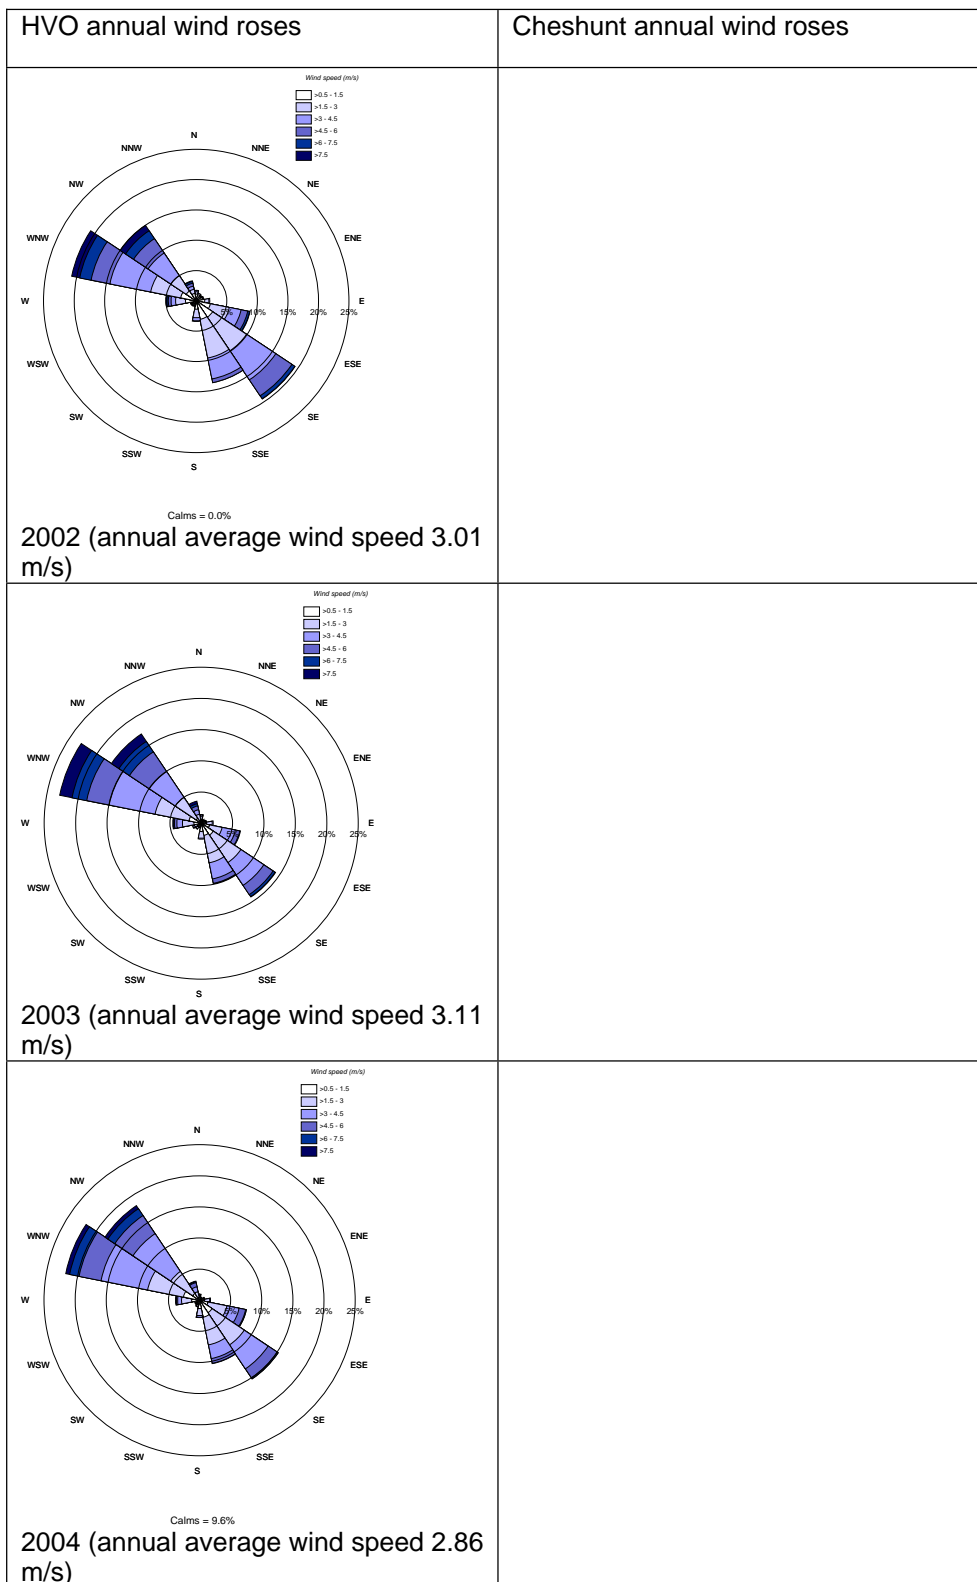 HVO annual wind roses
Cheshunt annual wind roses
Wind speed (m/s)
>0.5 - 1.5
>1.5 - 3
>3 - 4.5
>4.5 - 6
>6 - 7.5
>7.5
N
NNW
NNE
NW
NE
WNW
ENE
W
E
5%
10%
15%
20%
25%
WSW
ESE
SW
SE
SSW
SSE
S
Calms = 0.0%
2002 (annual average wind speed 3.01
m/s)
Wind speed (m/s)
>0.5 - 1.5
>1.5 - 3
>3 - 4.5
>4.5 - 6
>6 - 7.5
>7.5
N
NNW
NNE
NW
NE
WNW
ENE
W
E
5%
10%
15%
20%
25%
WSW
ESE
SW
SE
SSW
SSE
S
2003 (annual average wind speed 3.11
m/s)
Wind speed (m/s)
>0.5 - 1.5
>1.5 - 3
>3 - 4.5
>4.5 - 6
>6 - 7.5
>7.5
N
NNW
NNE
NW
NE
WNW
ENE
W
E
5%
10%
15%
20%
25%
WSW
ESE
SW
SE
SSW
SSE
S
Calms = 9.6%
2004 (annual average wind speed 2.86
m/s)